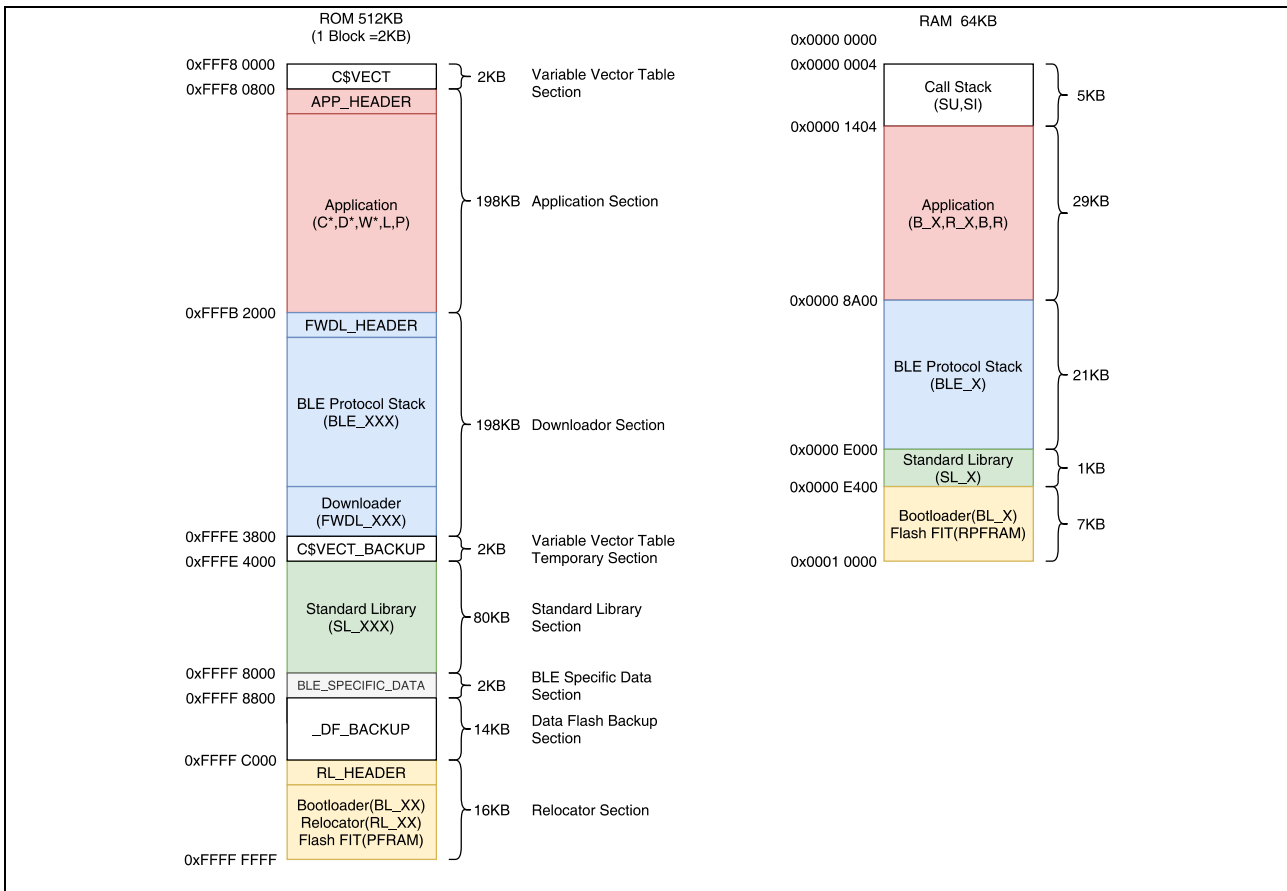 ROM 512KB
(1 Block =2KB)
0xFFF8 0000
C$VECT
2KB
Variable Vector Table
Section
0xFFF8 0800
APP_HEADER
Application
(C*,D*,W*,L,P)
198KB
Application Section
0xFFFB 2000
FWDL_HEADER
BLE Protocol Stack
(BLE_XXX)
198KB
Downloador Section
Downloader
(FWDL_XXX)
0xFFFE 3800
C$VECT_BACKUP
2KB
Variable Vector Table
Temporary Section
0xFFFE 4000
Standard Library
(SL_XXX)
80KB
Standard Library
Section
0xFFFF 8000
BLE_SPECIFIC_DATA
2KB
BLE Specific Data
Section
0xFFFF 8800
_DF_BACKUP
14KB
Data Flash Backup
Section
0xFFFF C000
RL_HEADER
Bootloader(BL_XX)
Relocator(RL_XX)
Flash FIT(PFRAM)
16KB
Relocator Section
0xFFFF FFFF
RAM 64KB
0x0000 0000
0x0000 0004
Call Stack
(SU,SI)
5KB
0x0000 1404
Application
(B_X,R_X,B,R)
29KB
0x0000 8A00
BLE Protocol Stack
(BLE_X)
21KB
0x0000 E000
Standard Library
(SL_X)
1KB
0x0000 E400
Bootloader(BL_X)
Flash FIT(RPFRAM)
7KB
0x0001 0000